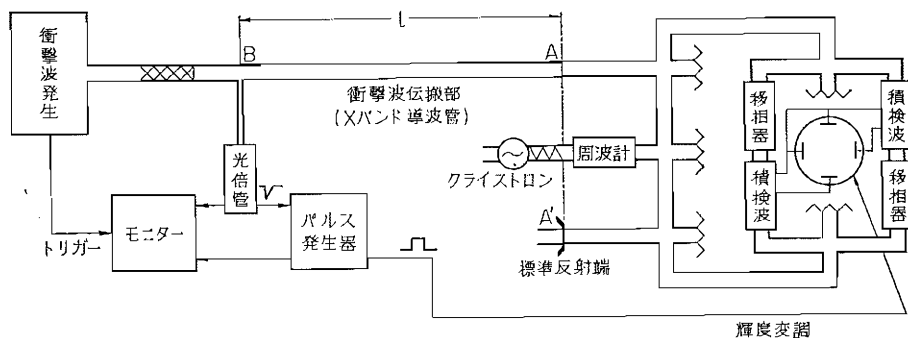 衝撃波発生
B
l
A
衝撃波伝搬部
(Xバンド導波管)
光倍管
クライストロン
周波計
移相器
積検波
積検波
移相器
トリガー
モニター
パルス
発生器
A'
標準反射端
輝度変調